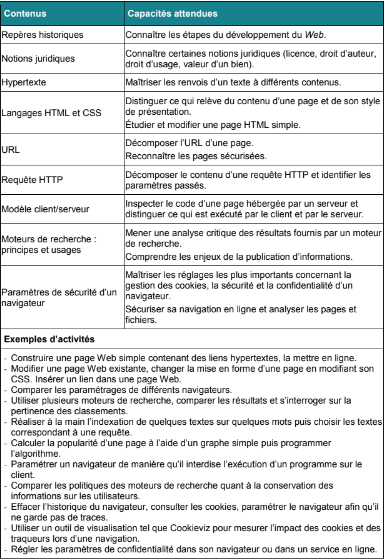 Contenus Capacités attendues
Repères historiques Connaître les étapes du développement du Web.
Notions juridiques Connaître certaines notions juridiques (licence, droit d'auteur,
droit d'usage, valeur d'un bien).
Hypertexte Maîtriser les renvois d'un texte à différents contenus.
Langages HTML et CSS Distinguer ce qui relève du contenu d'une page et de son style
de présentation.
Étudier et modifier une page HTML simple.
URL Décomposer l'URL d'une page.
Reconnaître les pages sécurisées.
Requête HTTP Décomposer le contenu d'une requête HTTP et identifier les
paramètres passés.
Modèle client/serveur Inspecter le code d'une page hébergée par un serveur et
distinguer ce qui est exécuté par le client et par le serveur.
Moteurs de recherche : Mener une analyse critique des résultats fournis par un moteur
principes et usages de recherche.
Comprendre les enjeux de la publication d'informations.
Paramètres de sécurité d'un Maîtriser les réglages les plus importants concernant la
navigateur gestion des cookies, la sécurité et la confidentialité d'un
navigateur.
Sécuriser sa navigation en ligne et analyser les pages et
fichiers.
Exemples d'activités
- Construire une page Web simple contenant des liens hypertextes, la mettre en ligne.
- Modifier une page Web existante, changer la mise en forme d'une page en modifiant son
CSS. Insérer un lien dans une page Web.
- Comparer les paramétrages de différents navigateurs.
- Utiliser plusieurs moteurs de recherche, comparer les résultats et s'interroger sur la
pertinence des classements.
- Réaliser à la main l'indexation de quelques textes sur quelques mots puis choisir les textes
correspondant à une requête.
- Calculer la popularité d'une page à l'aide d'un graphe simple puis programmer
l'algorithme.
- Paramétrer un navigateur de manière qu'il interdise l'exécution d'un programme sur le
client.
- Comparer les politiques des moteurs de recherche quant à la conservation des
informations sur les utilisateurs.
- Effacer l'historique du navigateur, consulter les cookies, paramétrer le navigateur afin qu'il
ne garde pas de traces.
- Utiliser un outil de visualisation tel que Cookieviz pour mesurer l'impact des cookies et des
traqueurs lors d'une navigation.
- Régler les paramètres de confidentialité dans son navigateur ou dans un service en ligne.